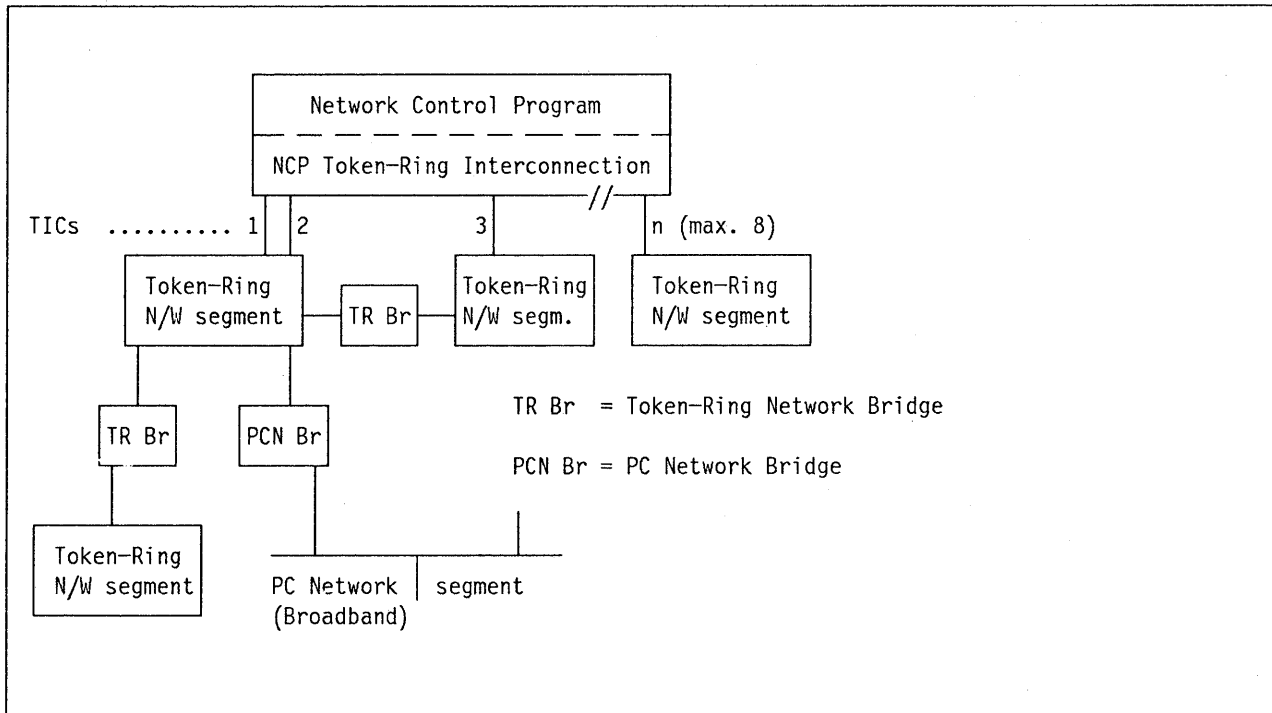 Network Control Program
NCP Token-Ring Interconnection
//
TICs .......... 1 2 3 n (max. 8)
Token-Ring
N/W segment
TR Br
Token-Ring
N/W segm.
Token-Ring
N/W segment
TR Br
PCN Br
TR Br = Token-Ring Network Bridge
PCN Br = PC Network Bridge
Token-Ring
N/W segment
PC Network segment
(Broadband)